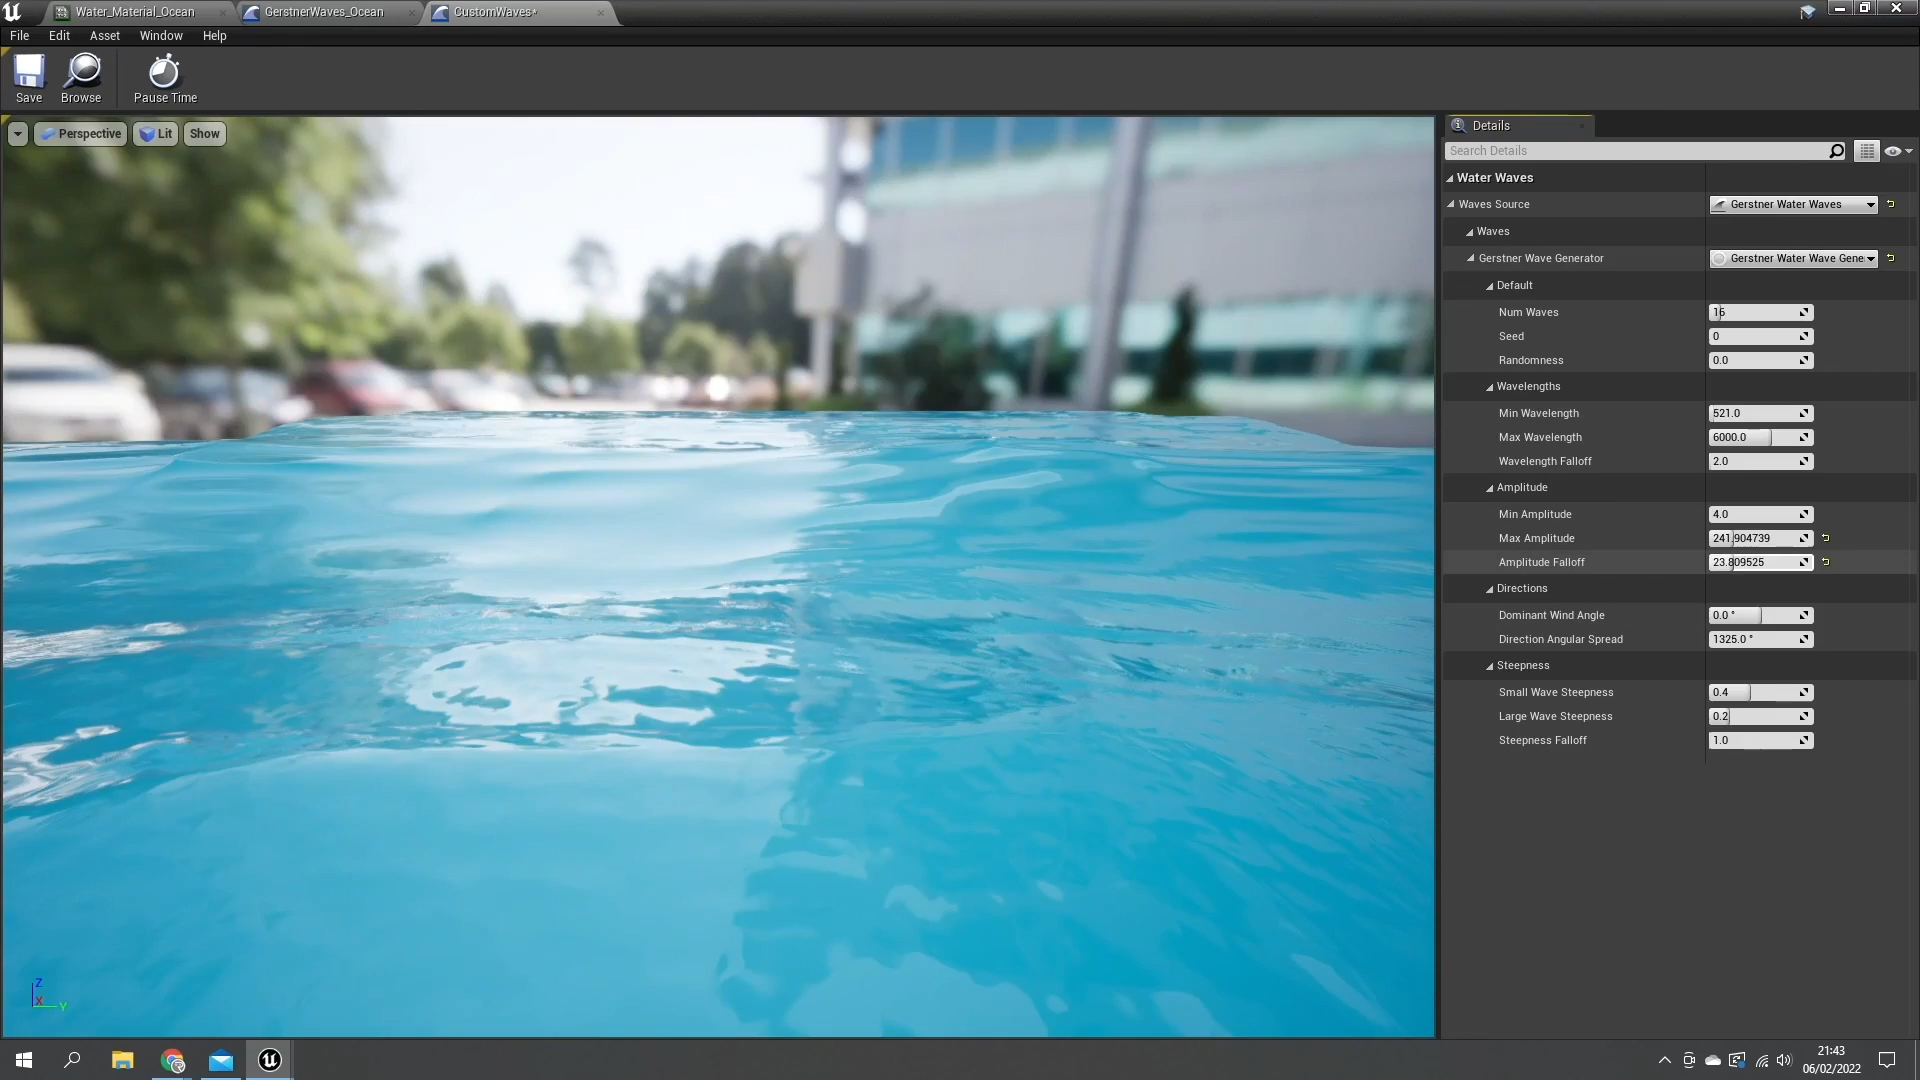 Water_Material_Ocean
GerstnerWaves_Ocean
CustomWaves*
File Edit Asset Window Help
Save Browse Pause Time
Perspective Lit Show
Details
Search Details
Water Waves
Waves Source Gerstner Water Waves
Waves
Gerstner Wave Generator Gerstner Water Wave Gene
Default
Num Waves 16
Seed 0
Randomness 0.0
Wavelengths
Min Wavelength 521.0
Max Wavelength 6000.0
Wavelength Falloff 2.0
Amplitude
Min Amplitude 4.0
Max Amplitude 241.904739
Amplitude Falloff 23.809525
Directions
Dominant Wind Angle 0.0 °
Direction Angular Spread 1325.0 °
Steepness
Small Wave Steepness 0.4
Large Wave Steepness 0.2
Steepness Falloff 1.0
Z
X Y
21:43
06/02/2022